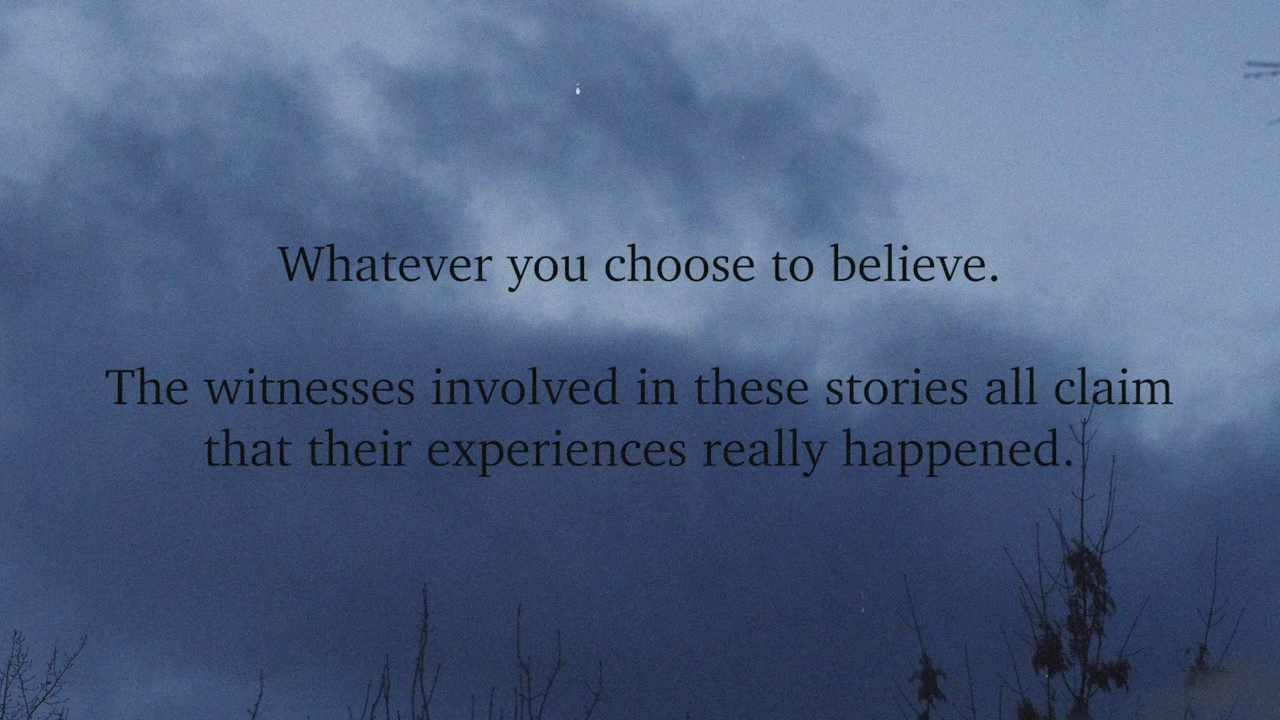 Whatever you choose to believe.
The witnesses involved in these stories all claim
that their experiences really happened.